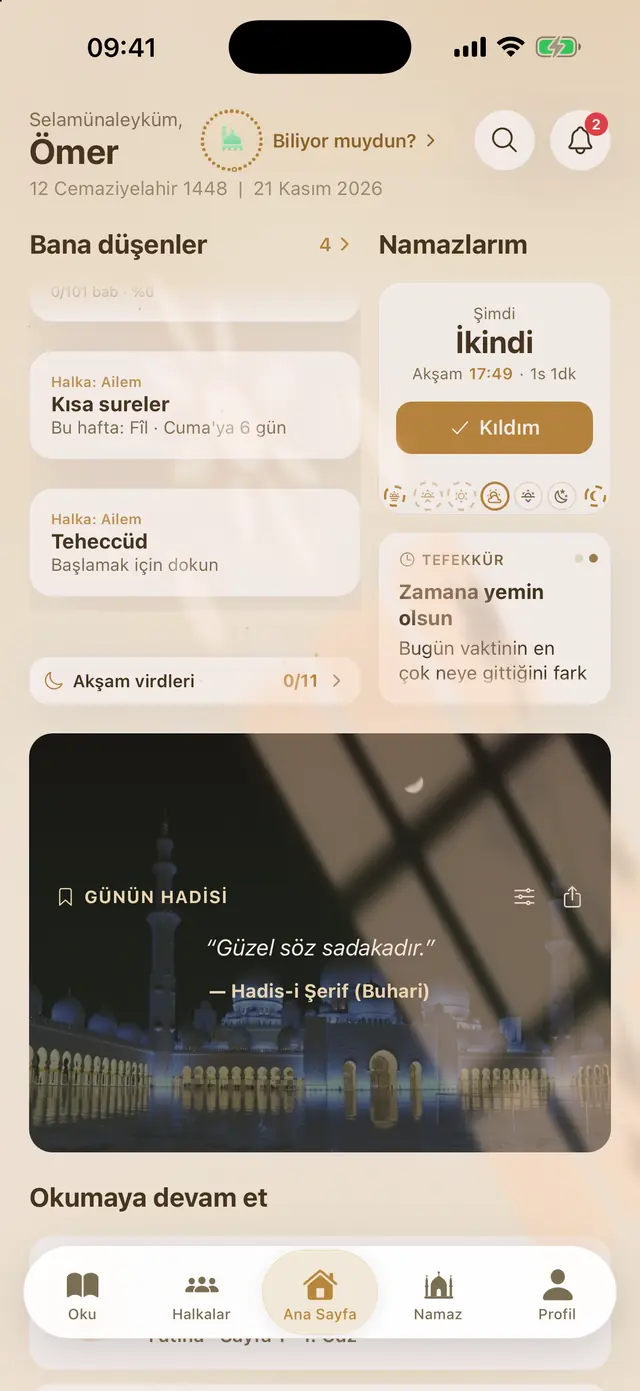 09:41
Selamünaleyküm,
Ömer
Biliyor muydun?
2
12 Cemaziyelahir 1448 | 21 Kasım 2026
Bana düşenler
4
0/101 bab · %0
Halka: Ailem
Kısa sureler
Bu hafta: Fîl · Cuma'ya 6 gün
Halka: Ailem
Teheccüd
Başlamak için dokun
Akşam virdleri
0/11
Namazlarım
Şimdi
İkindi
Akşam 17:49 · 1s 1dk
Kıldım
TEFEKKÜR
Zamana yemin
olsun
Bugün vaktinin en
çok neye gittiğini fark
GÜNÜN HADİSİ
“Güzel söz sadakadır.”
— Hadis-i Şerif (Buhari)
Okumaya devam et
Oku
Halkalar
Ana Sayfa
Namaz
Profil